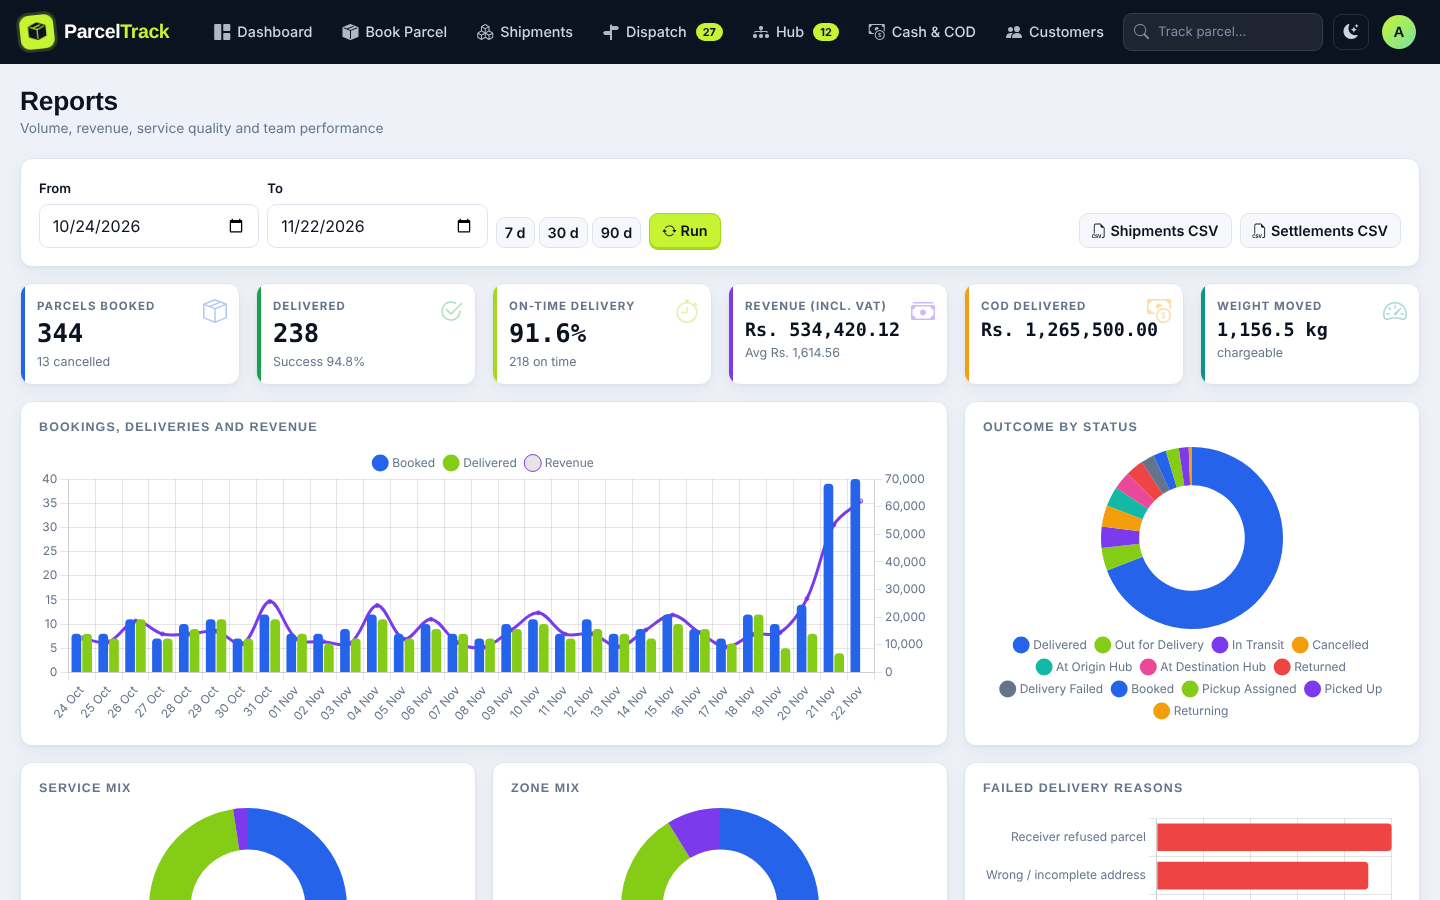 ParcelTrack
Dashboard
Book Parcel
Shipments
Dispatch 27
Hub 12
Cash & COD
Customers
Track parcel...
A
Reports
Volume, revenue, service quality and team performance
From
To
10/24/2026
11/22/2026
7 d
30 d
90 d
Run
CSV Shipments CSV
CSV Settlements CSV
PARCELS BOOKED
344
13 cancelled
DELIVERED
238
Success 94.8%
ON-TIME DELIVERY
91.6%
218 on time
REVENUE (INCL. VAT)
Rs. 534,420.12
Avg Rs. 1,614.56
COD DELIVERED
Rs. 1,265,500.00
WEIGHT MOVED
1,156.5 kg
chargeable
BOOKINGS, DELIVERIES AND REVENUE
Booked Delivered Revenue
40
35
30
25
20
15
10
5
0
70,000
60,000
50,000
40,000
30,000
20,000
10,000
0
24 Oct
25 Oct
26 Oct
27 Oct
28 Oct
29 Oct
30 Oct
31 Oct
01 Nov
02 Nov
03 Nov
04 Nov
05 Nov
06 Nov
07 Nov
08 Nov
09 Nov
10 Nov
11 Nov
12 Nov
13 Nov
14 Nov
15 Nov
16 Nov
17 Nov
18 Nov
19 Nov
20 Nov
21 Nov
22 Nov
OUTCOME BY STATUS
Delivered Out for Delivery In Transit Cancelled
At Origin Hub At Destination Hub Returned
Delivery Failed Booked Pickup Assigned Picked Up
Returning
SERVICE MIX
ZONE MIX
FAILED DELIVERY REASONS
Receiver refused parcel
Wrong / incomplete address